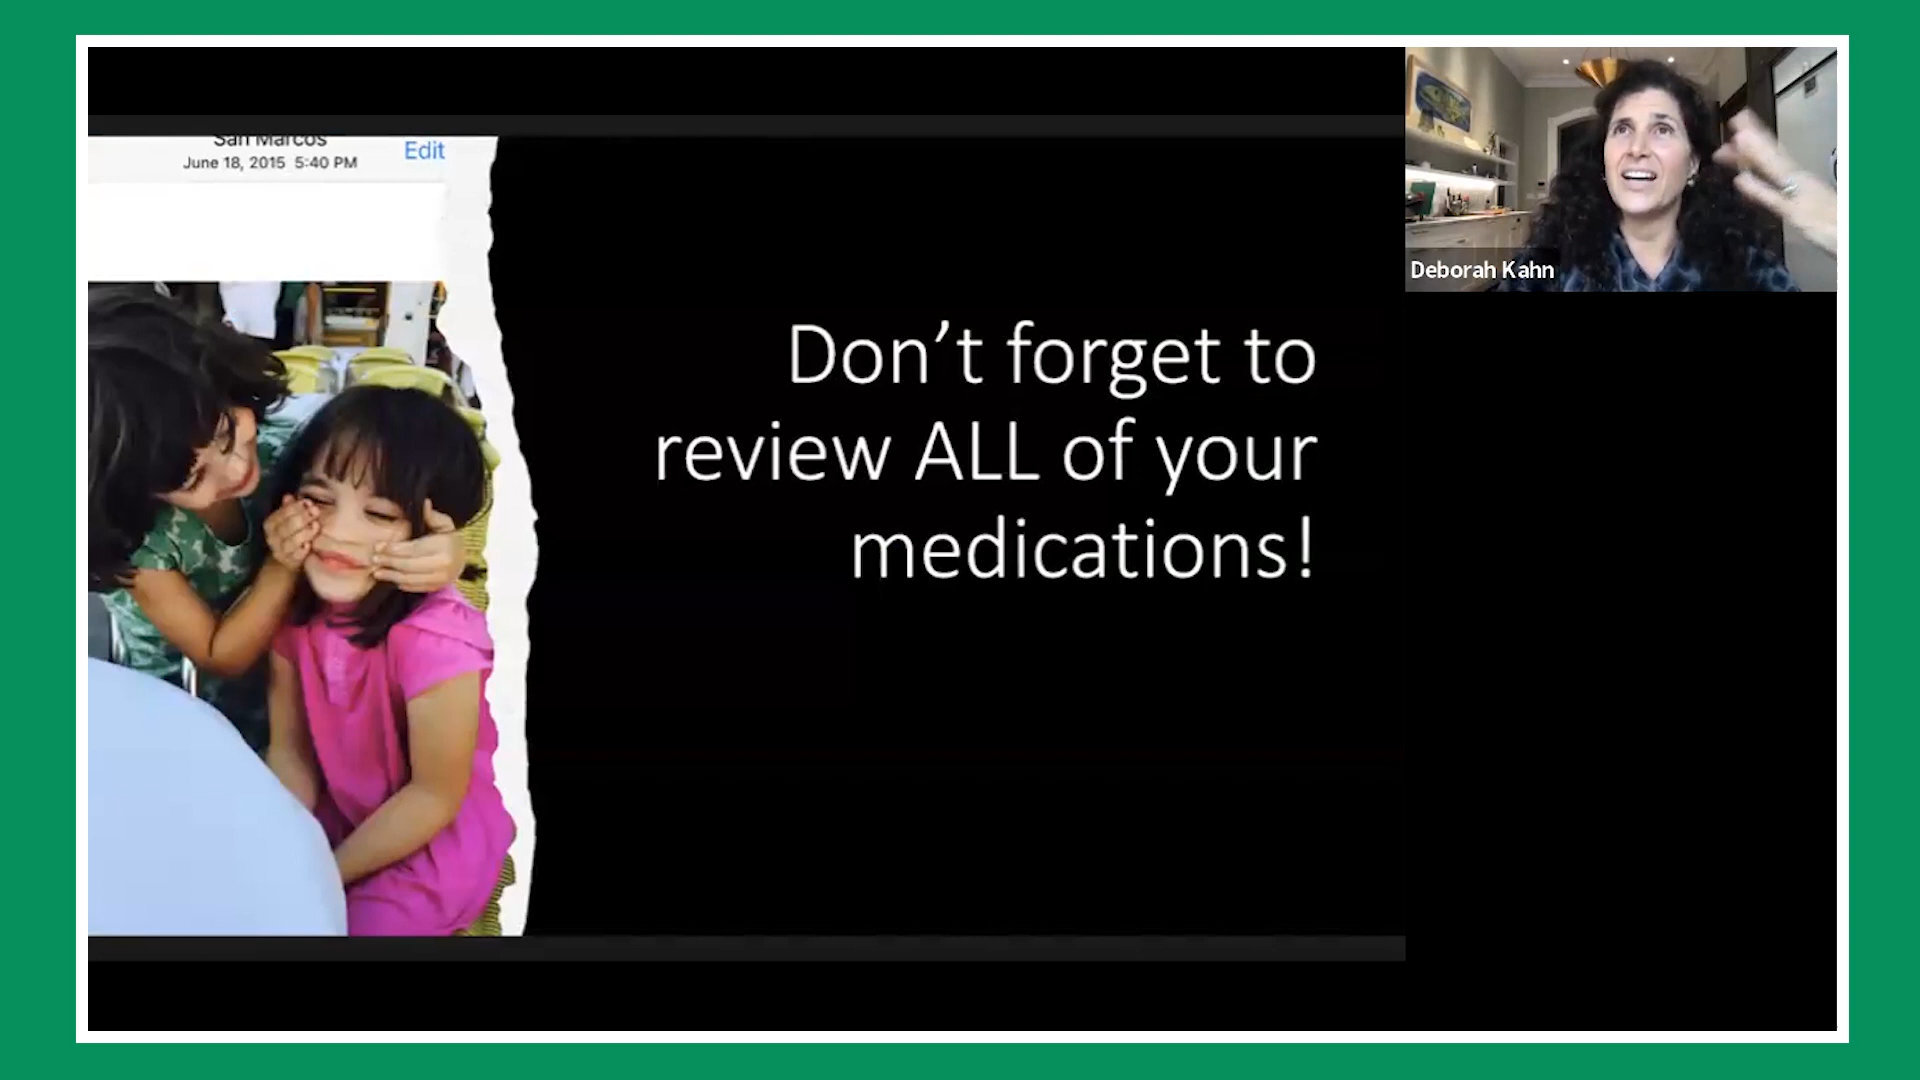 San Marcos
June 18, 2015 5:40 PM
Edit
Don’t forget to
review ALL of your
medications!
Deborah Kahn